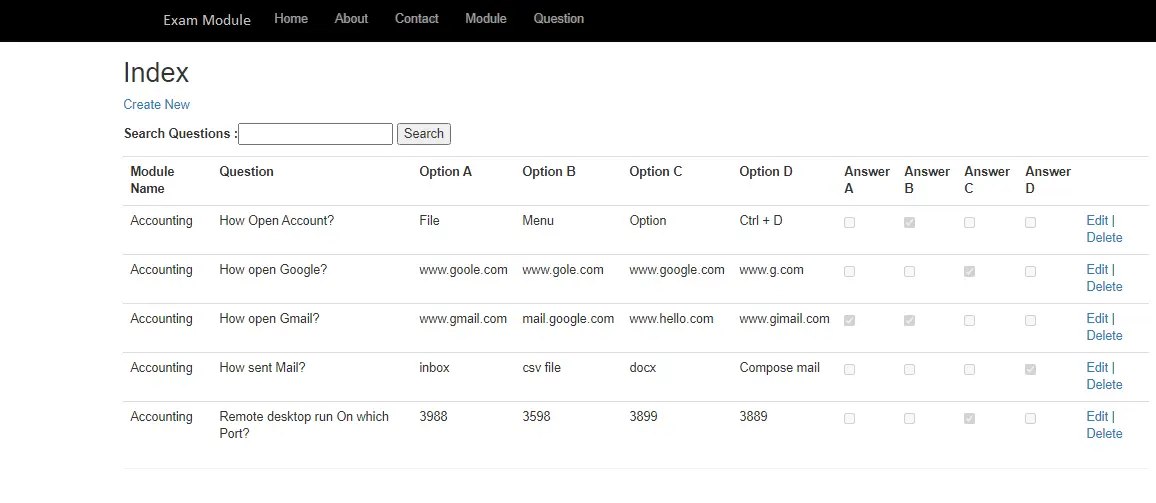 Exam Module Home About Contact Module Question
Index
Create New
Search Questions : Search
Module Name Question Option A Option B Option C Option D Answer A Answer B Answer C Answer D
Accounting How Open Account? File Menu Option Ctrl + D Edit | Delete
Accounting How open Google? www.goole.com www.gole.com www.google.com www.g.com Edit | Delete
Accounting How open Gmail? www.gmail.com mail.google.com www.hello.com www.gimail.com Edit | Delete
Accounting How sent Mail? inbox csv file docx Compose mail Edit | Delete
Accounting Remote desktop run On which Port? 3988 3598 3899 3889 Edit | Delete